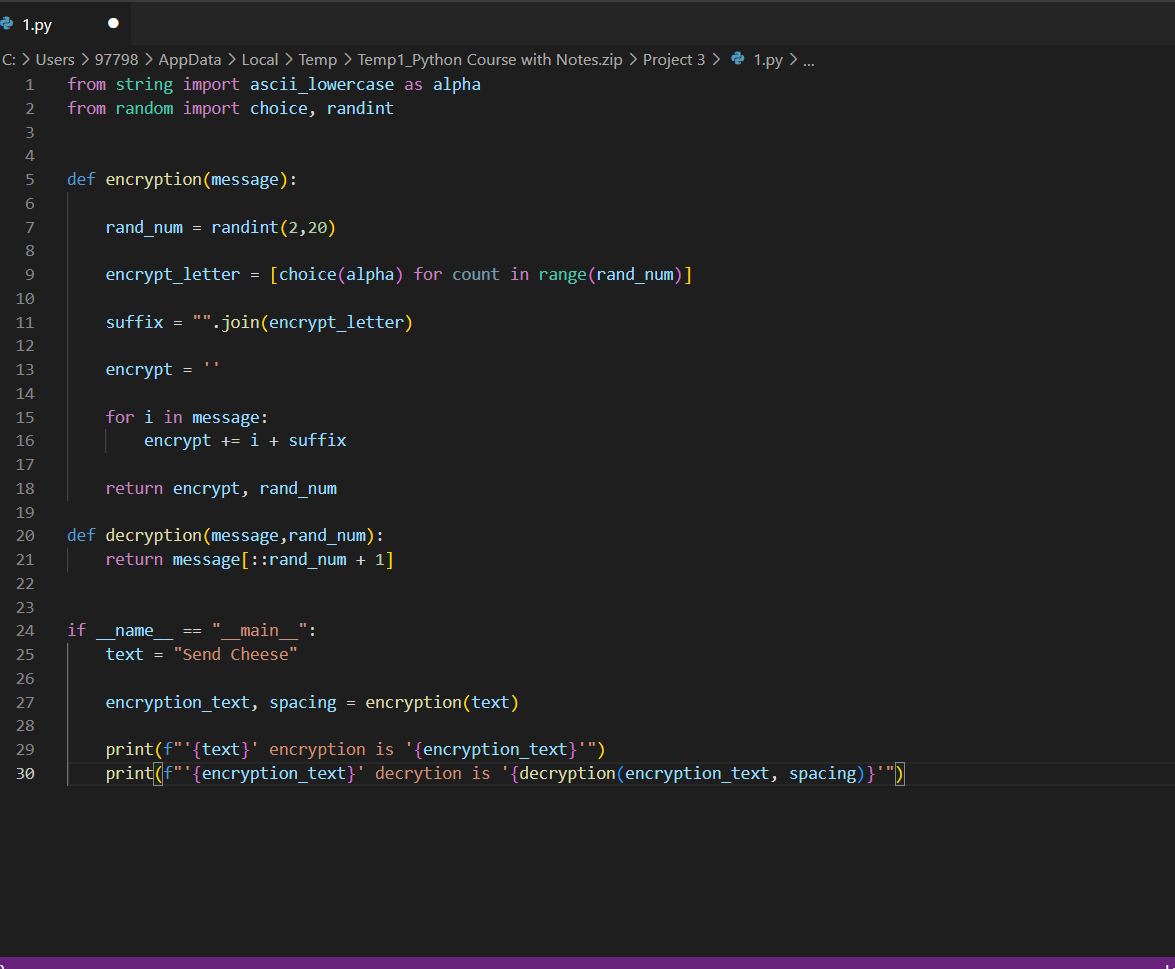 1.py
C: > Users > 97798 > AppData > Local > Temp > Temp1_Python Course with Notes.zip > Project 3 > 1.py > ...
1 from string import ascii_lowercase as alpha
2 from random import choice, randint
3
4
5 def encryption(message):
6
7     rand_num = randint(2,20)
8
9     encrypt_letter = [choice(alpha) for count in range(rand_num)]
10
11     suffix = "".join(encrypt_letter)
12
13     encrypt = ''
14
15     for i in message:
16         encrypt += i + suffix
17
18     return encrypt, rand_num
19
20 def decryption(message,rand_num):
21     return message[::rand_num + 1]
22
23
24 if __name__ == "__main__":
25     text = "Send Cheese"
26
27     encryption_text, spacing = encryption(text)
28
29     print(f"'{text}' encryption is '{encryption_text}'")
30     print(f"'{encryption_text}' decrytion is '{decryption(encryption_text, spacing)}'")